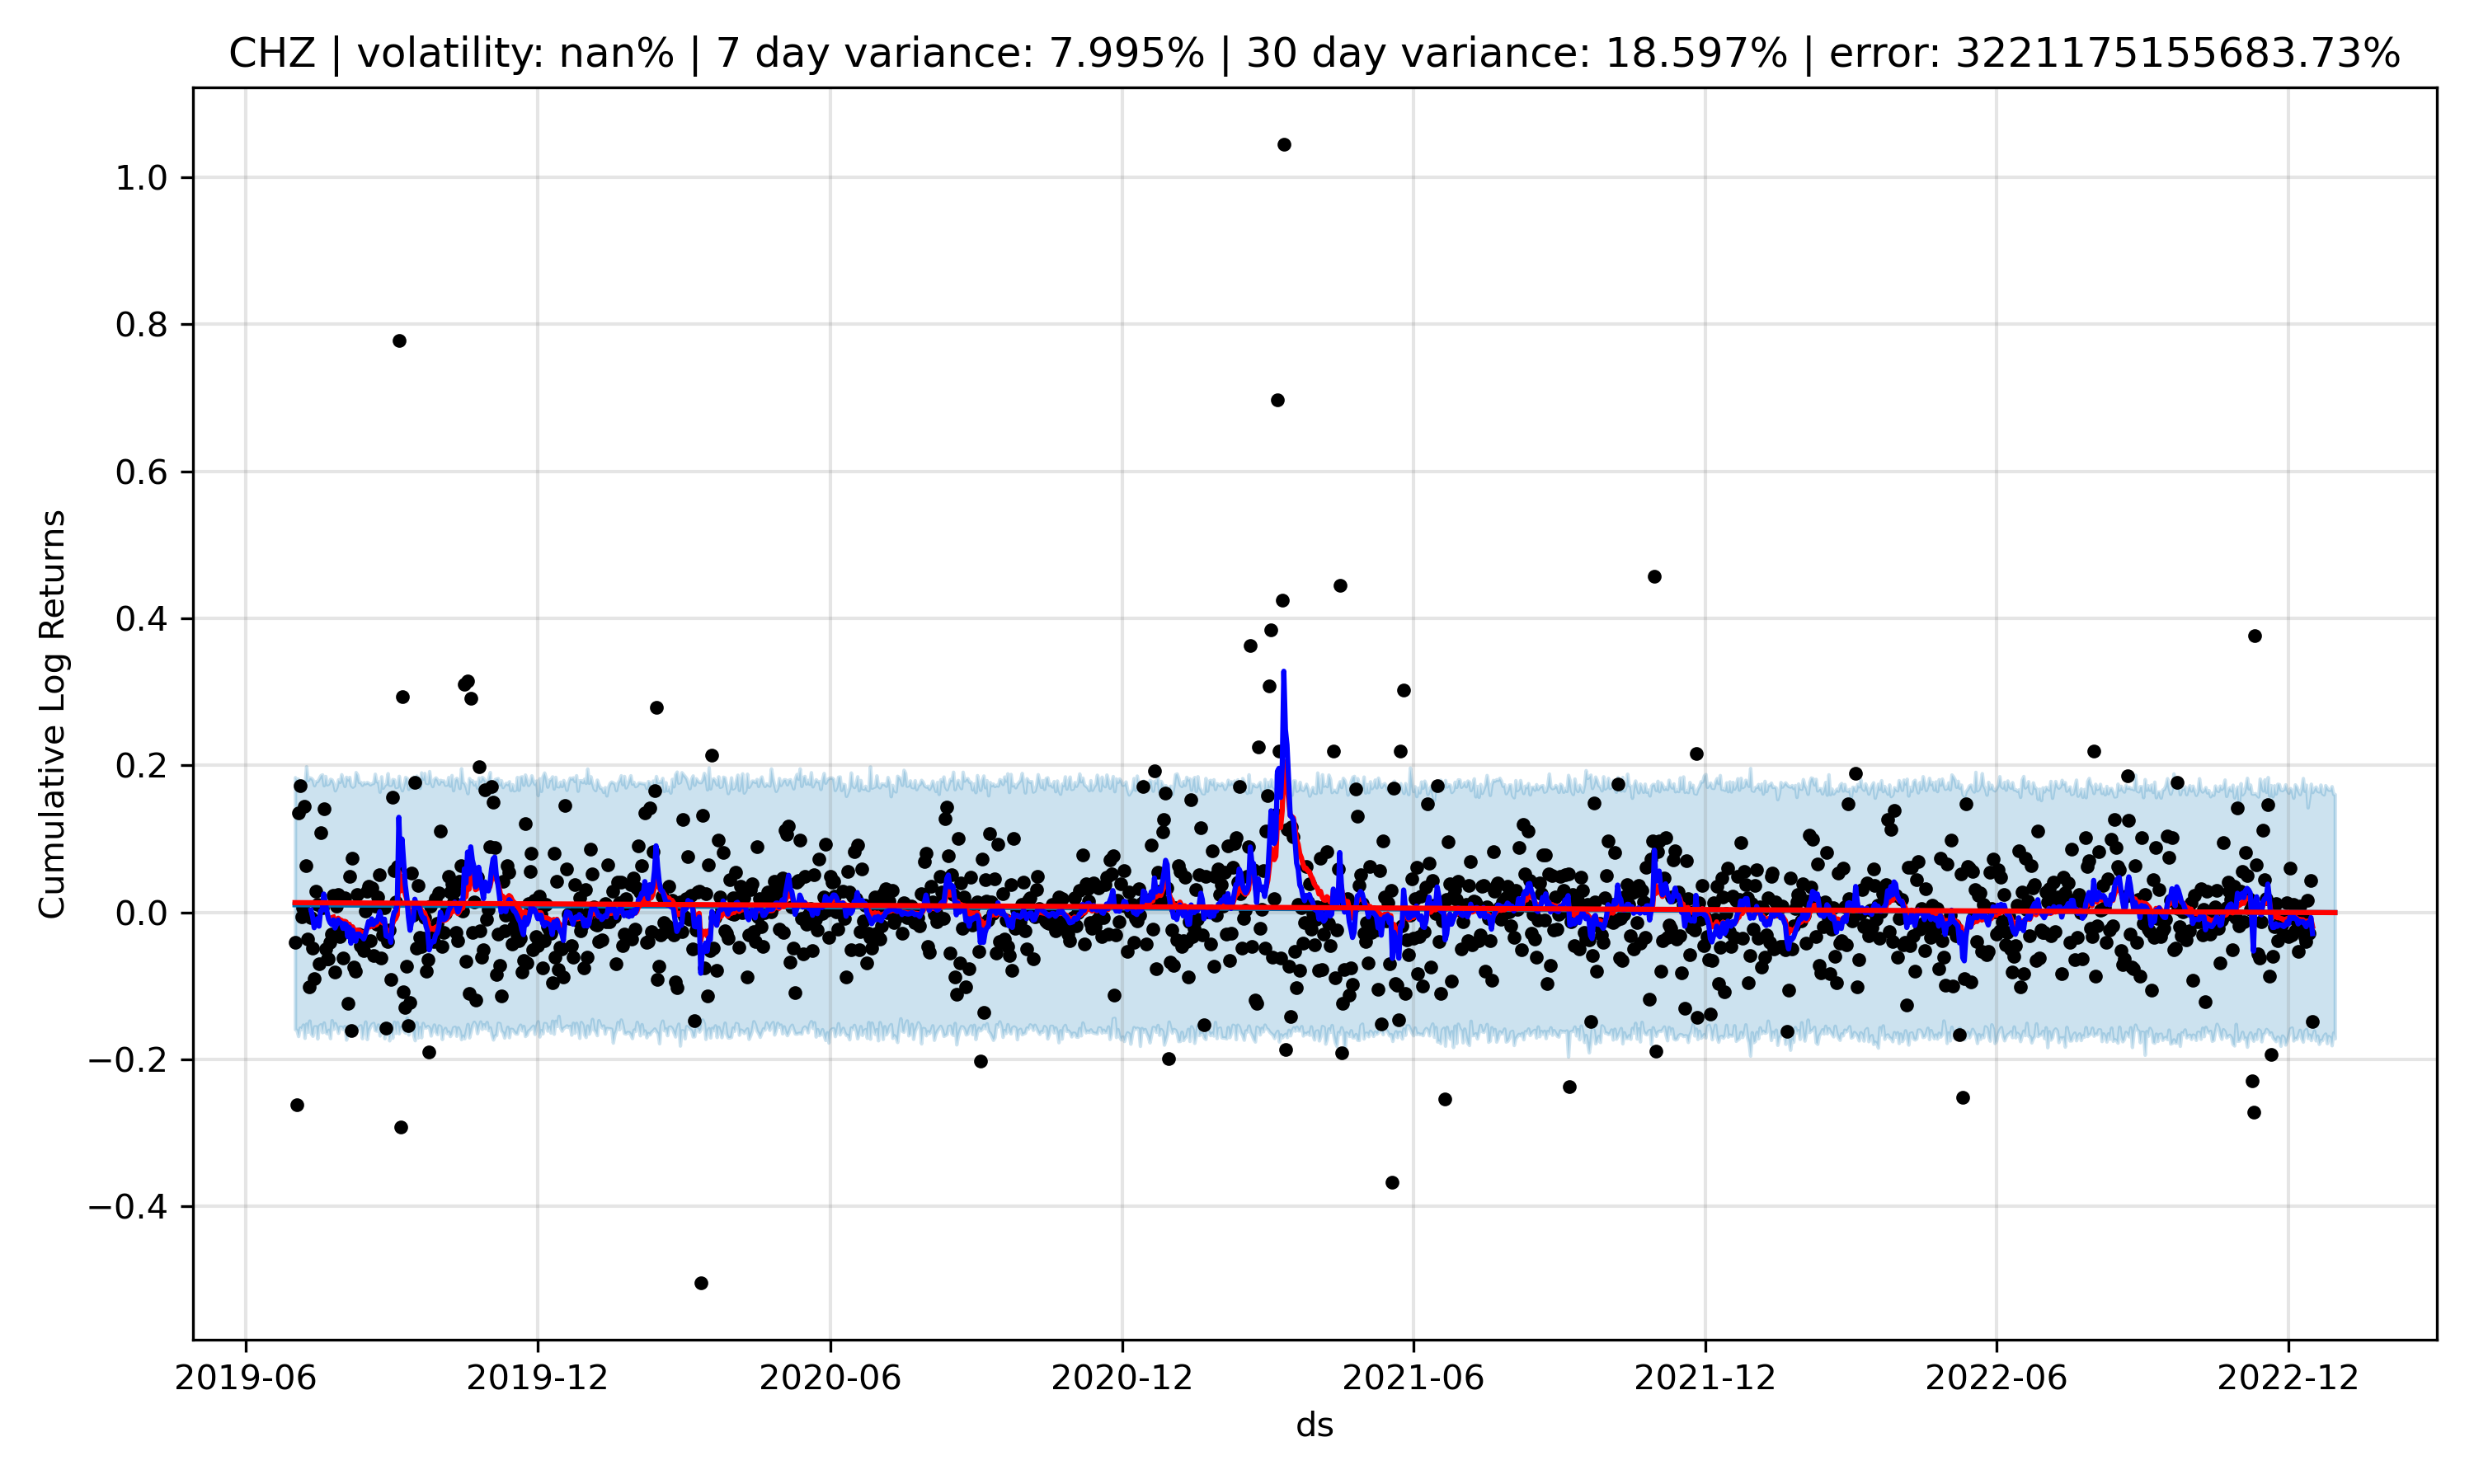 CHZ | volatility: nan% | 7 day variance: 7.995% | 30 day variance: 18.597% | error: 3221175155683.73%
Cumulative Log Returns
1.0
0.8
0.6
0.4
0.2
0.0
−0.2
−0.4
2019-06 2019-12 2020-06 2020-12 2021-06 2021-12 2022-06 2022-12
ds